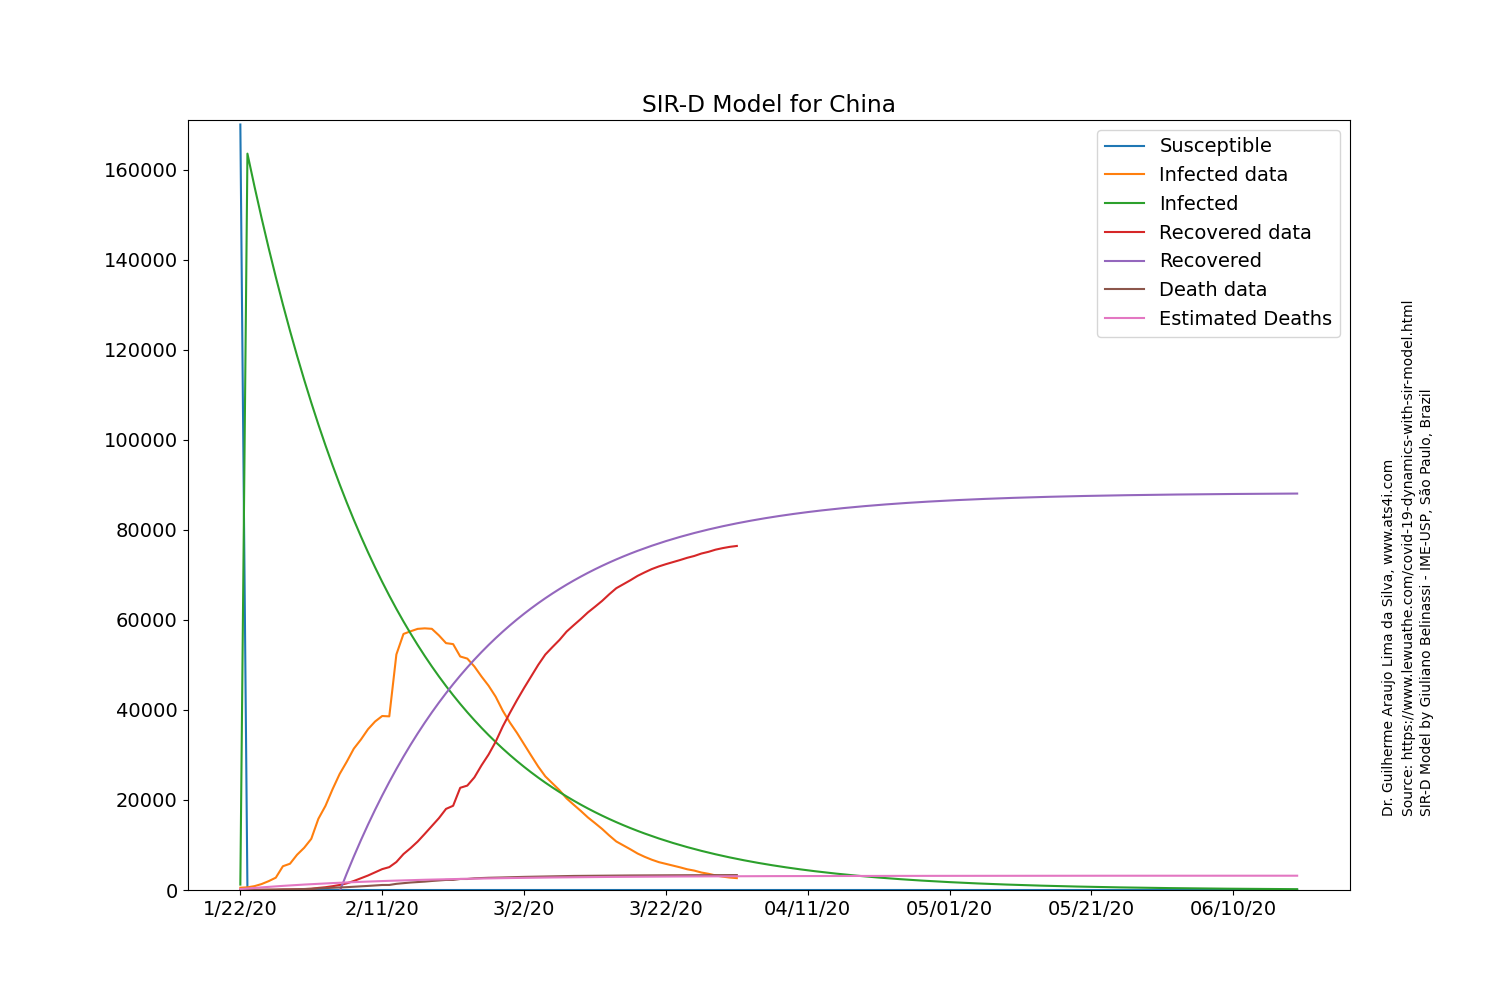 SIR-D Model for China
160000
140000
120000
100000
80000
60000
40000
20000
0
1/22/20
2/11/20
3/2/20
3/22/20
04/11/20
05/01/20
05/21/20
06/10/20
Susceptible
Infected data
Infected
Recovered data
Recovered
Death data
Estimated Deaths
Dr. Guilherme Araujo Lima da Silva, www.ats4i.com
Source: https://www.lewuathe.com/covid-19-dynamics-with-sir-model.html
SIR-D Model by Giuliano Belinassi - IME-USP, São Paulo, Brazil